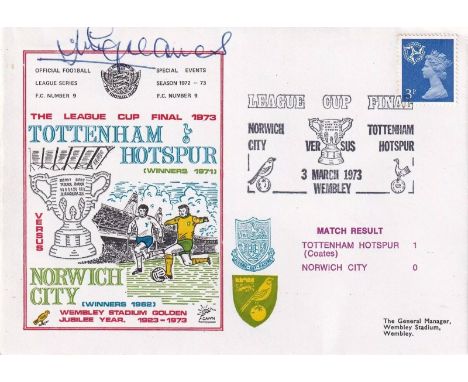 J Greaves
OFFICIAL FOOTBALL SPECIAL EVENTS
LEAGUE SERIES SEASON 1972 - 73
F.C. NUMBER 9 F.C. NUMBER 9
THE LEAGUE CUP FINAL 1973
TOTTENHAM
HOTSPUR
(WINNERS 1971)
VERSUS
NORWICH
CITY
(WINNERS 1962)
WEMBLEY STADIUM GOLDEN
JUBILEE YEAR. 1923-1973
3P
LEAGUE CUP FINAL
NORWICH TOTTENHAM
CITY VERSUS HOTSPUR
3 MARCH 1973
WEMBLEY
MATCH RESULT
TOTTENHAM HOTSPUR 1
(Coates)
NORWICH CITY 0
The General Manager,
Wembley Stadium,
Wembley.